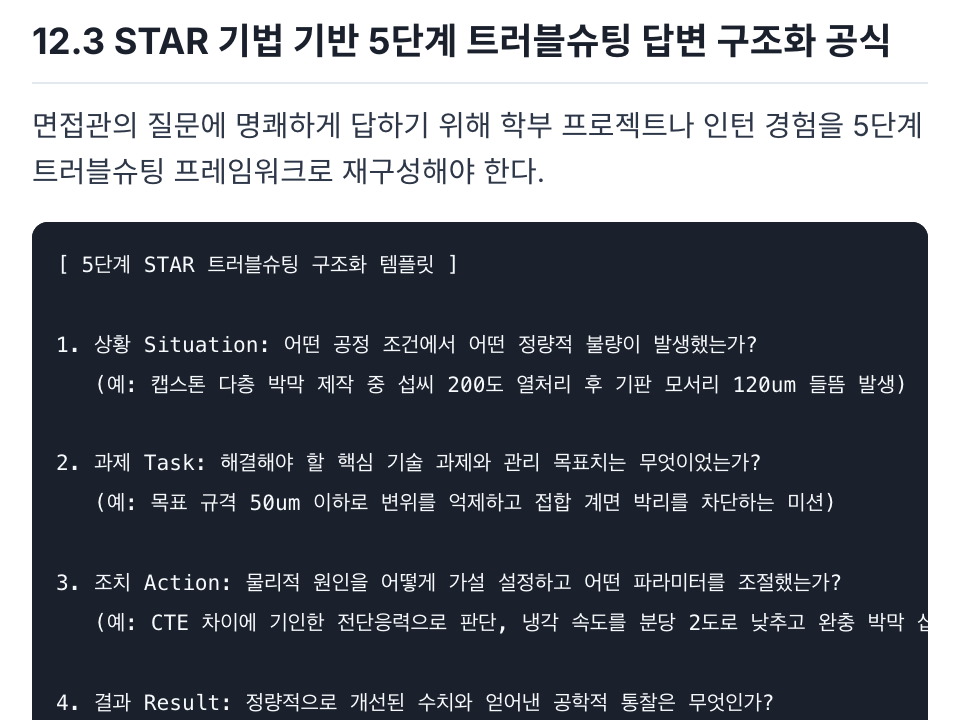 12.3 STAR 기법 기반 5단계 트러블슈팅 답변 구조화 공식
면접관의 질문에 명쾌하게 답하기 위해 학부 프로젝트나 인턴 경험을 5단계
트러블슈팅 프레임워크로 재구성해야 한다.
[ 5단계 STAR 트러블슈팅 구조화 템플릿 ]
1. 상황 Situation: 어떤 공정 조건에서 어떤 정량적 불량이 발생했는가?
(예: 캡스톤 다층 박막 제작 중 섭씨 200도 열처리 후 기판 모서리 120um 들뜸 발생)
2. 과제 Task: 해결해야 할 핵심 기술 과제와 관리 목표치는 무엇이었는가?
(예: 목표 규격 50um 이하로 변위를 억제하고 접합 계면 박리를 차단하는 미션)
3. 조치 Action: 물리적 원인을 어떻게 가설 설정하고 어떤 파라미터를 조절했는가?
(예: CTE 차이에 기인한 전단응력으로 판단, 냉각 속도를 분당 2도로 낮추고 완충 박막
4. 결과 Result: 정량적으로 개선된 수치와 얻어낸 공학적 통찰은 무엇인가?